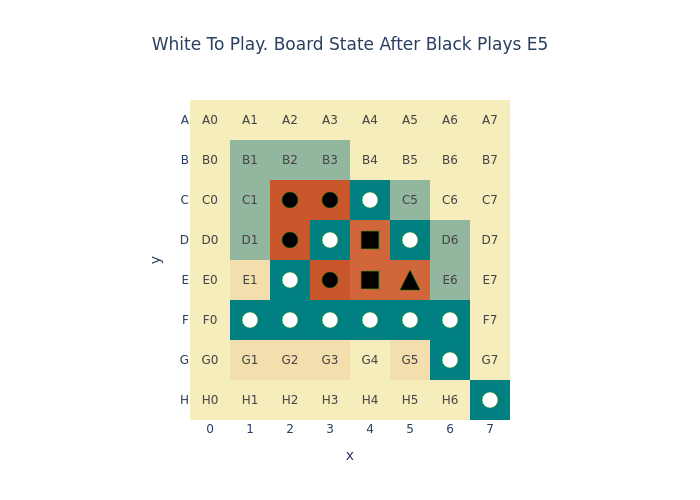 White To Play. Board State After Black Plays E5
A A0 A1 A2 A3 A4 A5 A6 A7
B B0 B1 B2 B3 B4 B5 B6 B7
C C0 C1 C5 C6 C7
D D0 D1 D6 D7
E E0 E1 E6 E7
F F0 F7
G G0 G1 G2 G3 G4 G5 G7
H H0 H1 H2 H3 H4 H5 H6
0 1 2 3 4 5 6 7
x
y